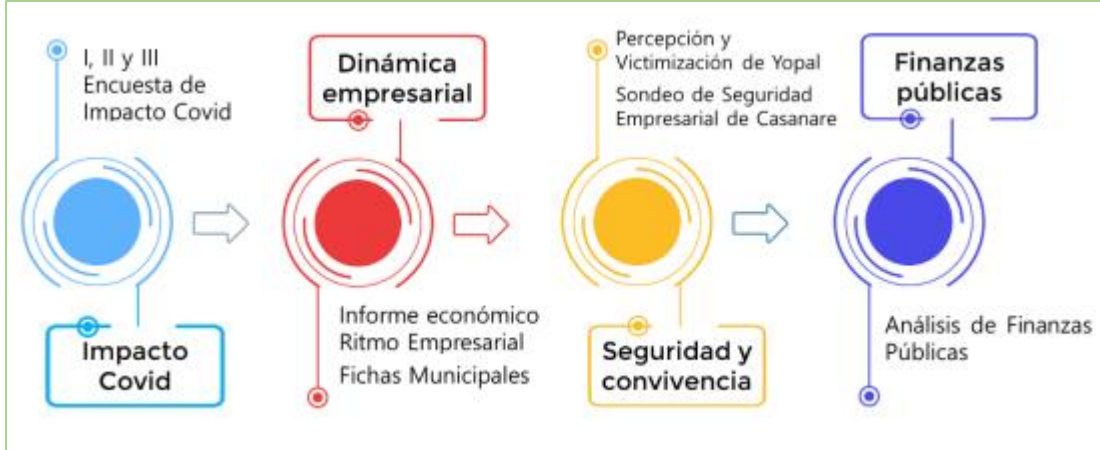 I, II y III
Encuesta de
Impacto Covid
Impacto
Covid
Dinámica
empresarial
Informe económico
Ritmo Empresarial
Fichas Municipales
Percepción y
Victimización de Yopal
Sondeo de Seguridad
Empresarial de Casanare
Seguridad y
convivencia
Finanzas
públicas
Análisis de Finanzas
Públicas